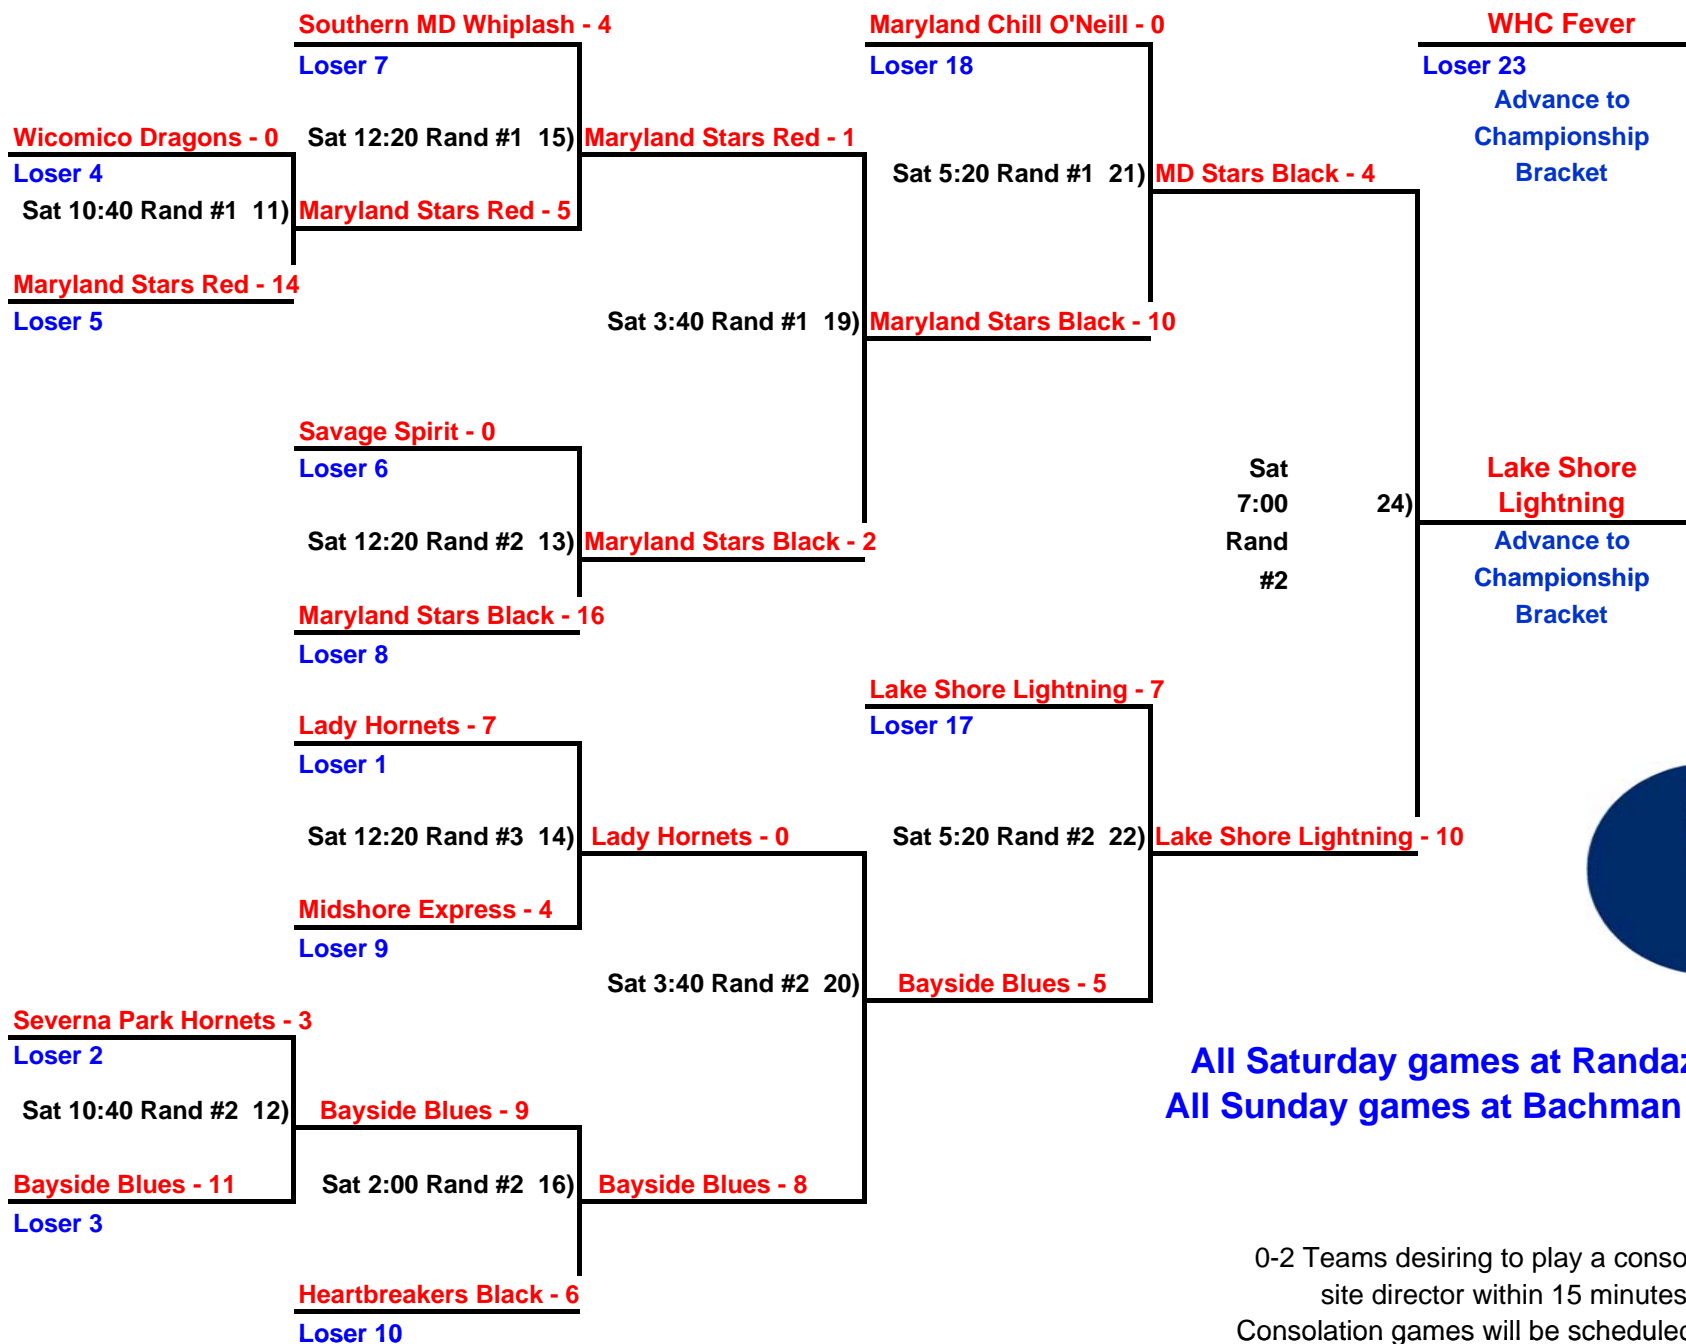 Southern MD Whiplash - 4
Maryland Chill O'Neill - 0
WHC Fever
Loser 7
Loser 18
Loser 23
Advance to
Championship
Bracket
Wicomico Dragons - 0
Sat 12:20 Rand #1 15)
Maryland Stars Red - 1
Loser 4
Sat 5:20 Rand #1 21)
MD Stars Black - 4
Sat 10:40 Rand #1 11)
Maryland Stars Red - 5
Maryland Stars Red - 14
Loser 5
Sat 3:40 Rand #1 19)
Maryland Stars Black - 10
Savage Spirit - 0
Loser 6
Sat
7:00
Rand
#2
24)
Lake Shore
Lightning
Advance to
Championship
Bracket
Sat 12:20 Rand #2 13)
Maryland Stars Black - 2
Maryland Stars Black - 16
Loser 8
Lake Shore Lightning - 7
Loser 17
Lady Hornets - 7
Loser 1
Sat 12:20 Rand #3 14)
Lady Hornets - 0
Sat 5:20 Rand #2 22)
Lake Shore Lightning - 10
Midshore Express - 4
Loser 9
Sat 3:40 Rand #2 20)
Bayside Blues - 5
Severna Park Hornets - 3
Loser 2
Sat 10:40 Rand #2 12)
Bayside Blues - 9
Bayside Blues - 11
Loser 3
Sat 2:00 Rand #2 16)
Bayside Blues - 8
Heartbreakers Black - 6
Loser 10
All Saturday games at Randaz
All Sunday games at Bachman
0-2 Teams desiring to play a conso
site director within 15 minutes
Consolation games will be scheduled